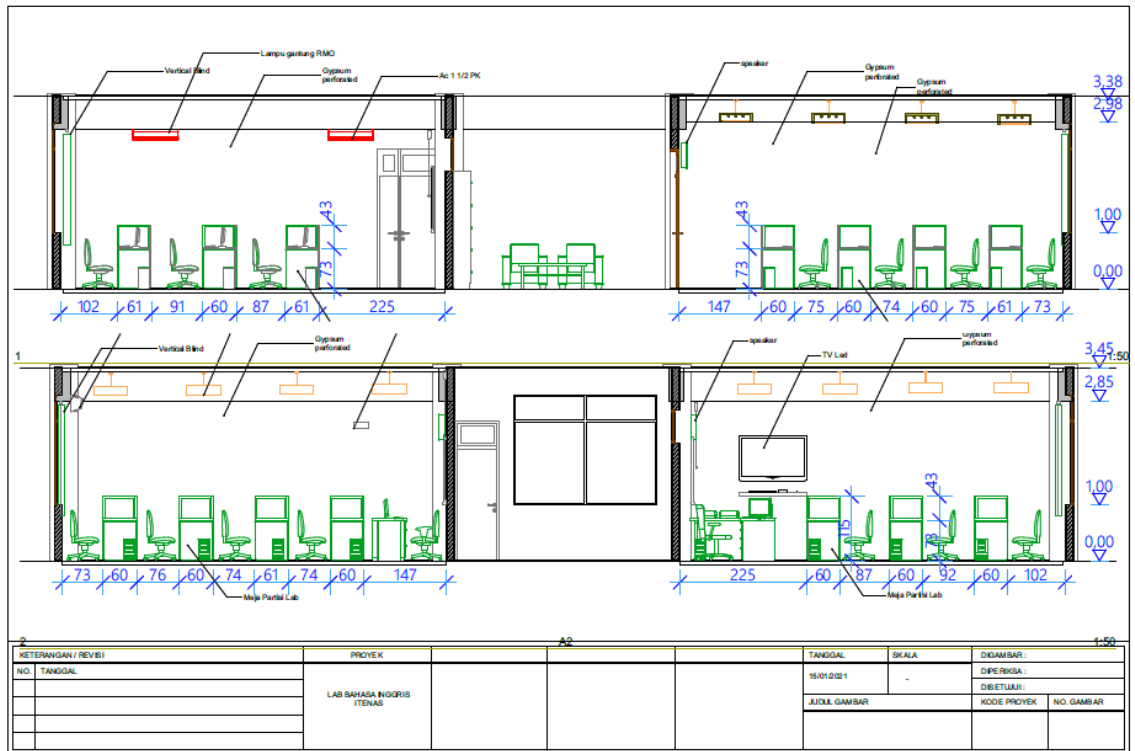 Lampu gantung RMO
Vertical Blind
Gypsum
perforated
Ac 1 1/2 PK
speaker
Gypsum
perforated
Gypsum
perforated
3,38
2,98
43
73
1,00
0,00
43
73
102 61 91 60 87 61 225
147 60 75 60 74 60 75 61 73
1
1:50
Vertical Blind
Gypsum
perforated
speaker
TV Led
Gypsum
perforated
3,45
2,85
43
115
73
1,00
0,00
73 60 76 60 74 61 74 60 147
225 60 87 60 92 60 102
Meja Partisi Lab
Meja Partisi Lab
2
A2
1:50
KETERANGAN / REVISI
NO. TANGGAL
PROYEK
LAB BAHASA INGGRIS
ITENAS
TANGGAL
15/01/2021
SKALA
-
JUDUL GAMBAR
DIGAMBAR :
DIPERIKSA :
DISETUJUI :
KODE PROYEK
NO. GAMBAR